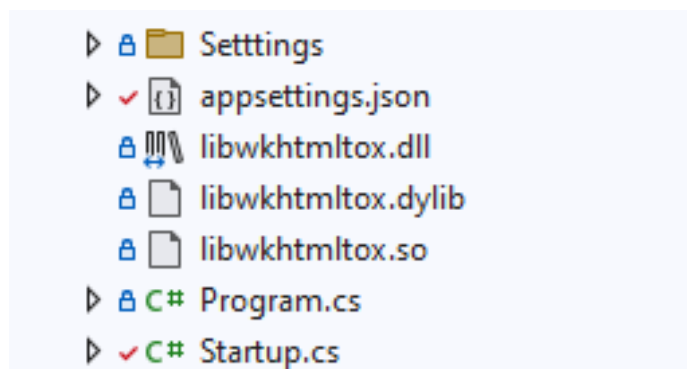 Setttings
appsettings.json
libwkhtmltox.dll
libwkhtmltox.dylib
libwkhtmltox.so
C# Program.cs
C# Startup.cs